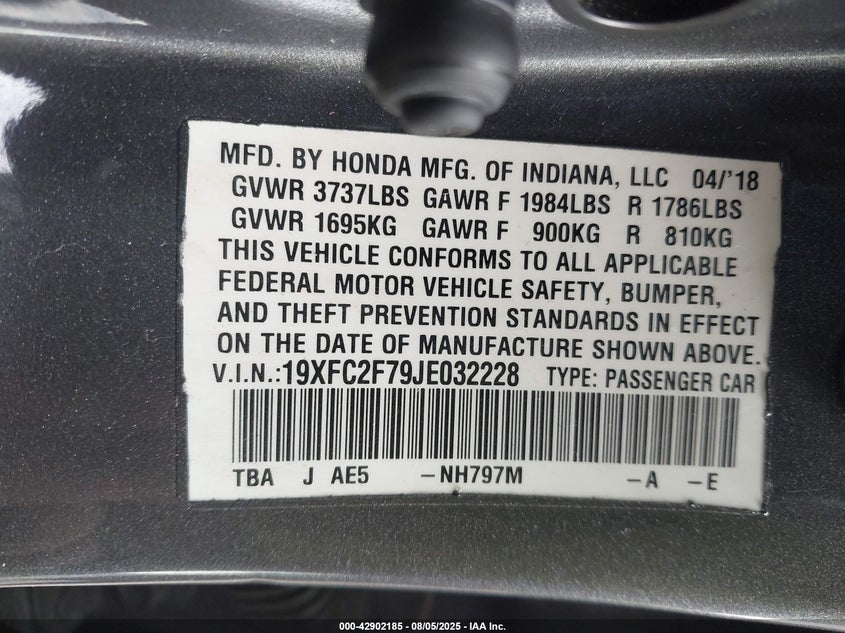 MFD. BY HONDA MFG. OF INDIANA, LLC 04/'18
GVWR 3737LBS GAWR F 1984LBS R 1786LBS
GVWR 1695KG GAWR F 900KG R 810KG
THIS VEHICLE CONFORMS TO ALL APPLICABLE
FEDERAL MOTOR VEHICLE SAFETY, BUMPER,
AND THEFT PREVENTION STANDARDS IN EFFECT
ON THE DATE OF MANUFACTURE SHOWN ABOVE.
V.I.N.:19XFC2F79JE032228 TYPE: PASSENGER CAR
TBA J AE5 -NH797M -A -E
000-42902185 - 08/05/2025 - IAA Inc.